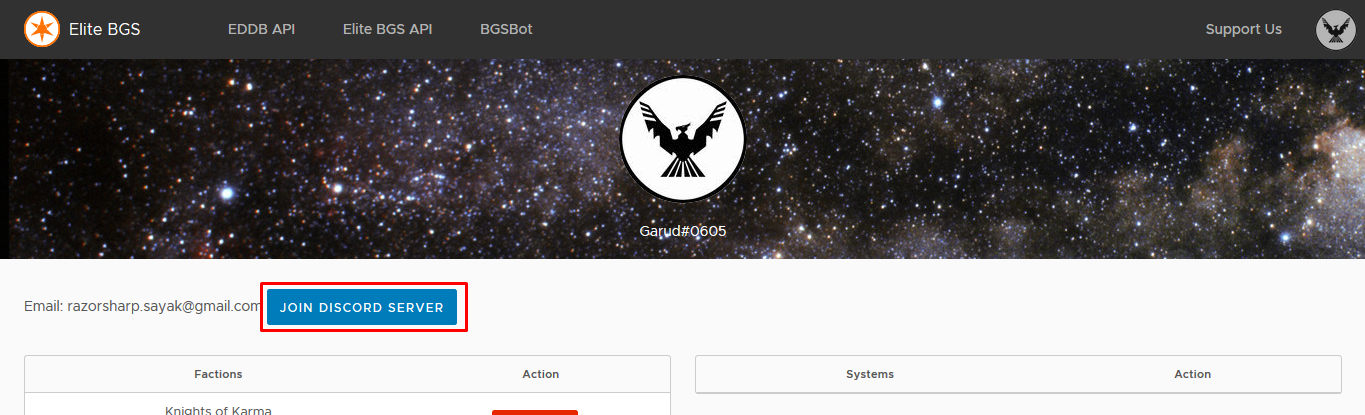 Elite BGS EDDB API Elite BGS API BGSBot Support Us
Garud#0605
Email: razorsharp.sayak@gmail.com JOIN DISCORD SERVER
Factions Action Systems Action
Knights of Karma